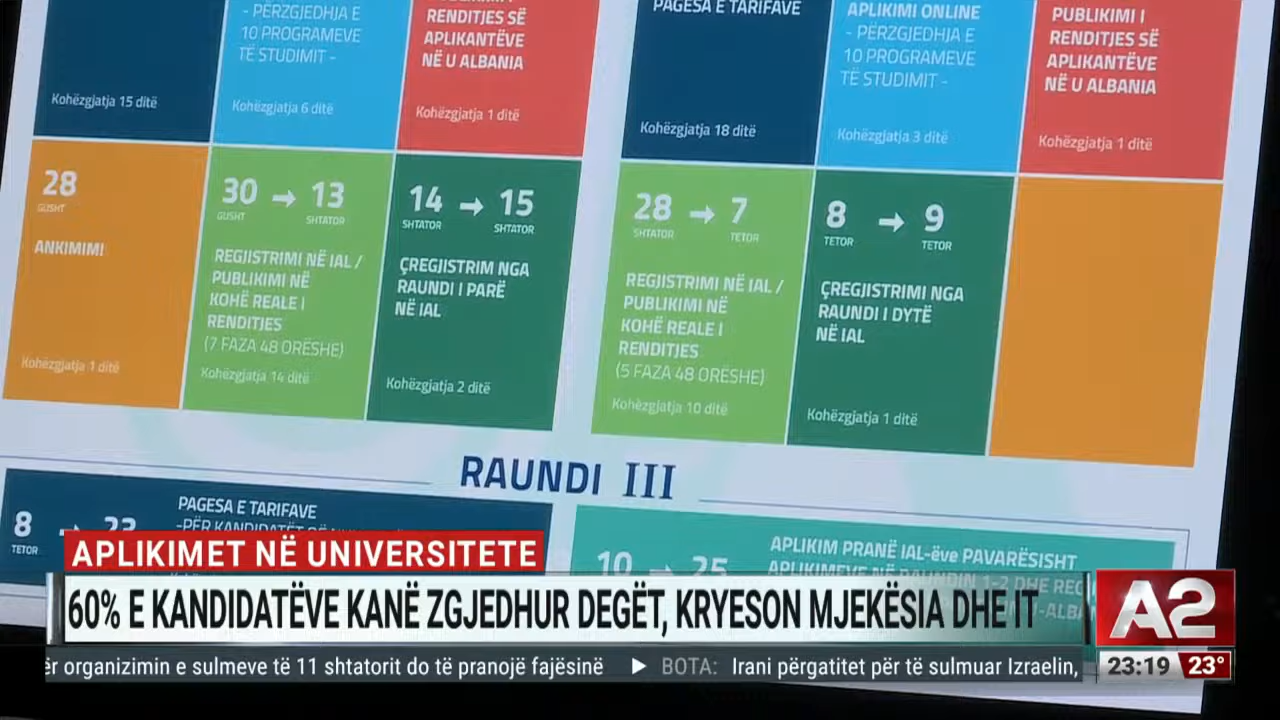 - PËRZGJEDHJA E
10 PROGRAMEVE
TË STUDIMIT -
Kohëzgjatja 15 ditë
Kohëzgjatja 6 ditë
RENDITJES SË
APLIKANTËVE
NË U ALBANIA
Kohëzgjatja 1 ditë
PAGESA E TARIFAVE
Kohëzgjatja 18 ditë
APLIKIMI ONLINE
- PËRZGJEDHJA E
10 PROGRAMEVE
TË STUDIMIT -
Kohëzgjatja 3 ditë
PUBLIKIMI I
RENDITJES SË
APLIKANTËVE
NË U ALBANIA
Kohëzgjatja 1 ditë
28
GUSHT
ANKIMIMI
Kohëzgjatja 1 ditë
30 → 13
GUSHT SHTATOR
REGJISTRIMI NË IAL /
PUBLIKIMI NË
KOHË REALE I
RENDITJES
(7 FAZA 48 ORËSHE)
Kohëzgjatja 14 ditë
14 → 15
SHTATOR SHTATOR
ÇREGJISTRIM NGA
RAUNDI I PARË
NË IAL
Kohëzgjatja 2 ditë
28 → 7
SHTATOR TETOR
REGJISTRIMI NË IAL /
PUBLIKIMI NË
KOHË REALE I
RENDITJES
(5 FAZA 48 ORËSHE)
Kohëzgjatja 10 ditë
8 → 9
TETOR TETOR
ÇREGJISTRIMI NGA
RAUNDI I DYTË
NË IAL
Kohëzgjatja 1 ditë
RAUNDI III
8 → 23
TETOR
PAGESA E TARIFAVE
-PËR KANDIDATËT
10 → 25
APLIKIM PRANË IAL-ëve PAVARËSISHT
APLIKIMEVE NË RAUNDIN 1-2 DHE
APLIKIMET NË UNIVERSITETE
60% E KANDIDATËVE KANË ZGJEDHUR DEGËT, KRYESON MJEKËSIA DHE IT
A2
ër organizimin e sulmeve të 11 shtatorit do të pranojë fajësinë ▶ BOTA: Irani përgatitet për të sulmuar Izraelin,
23:19 23°